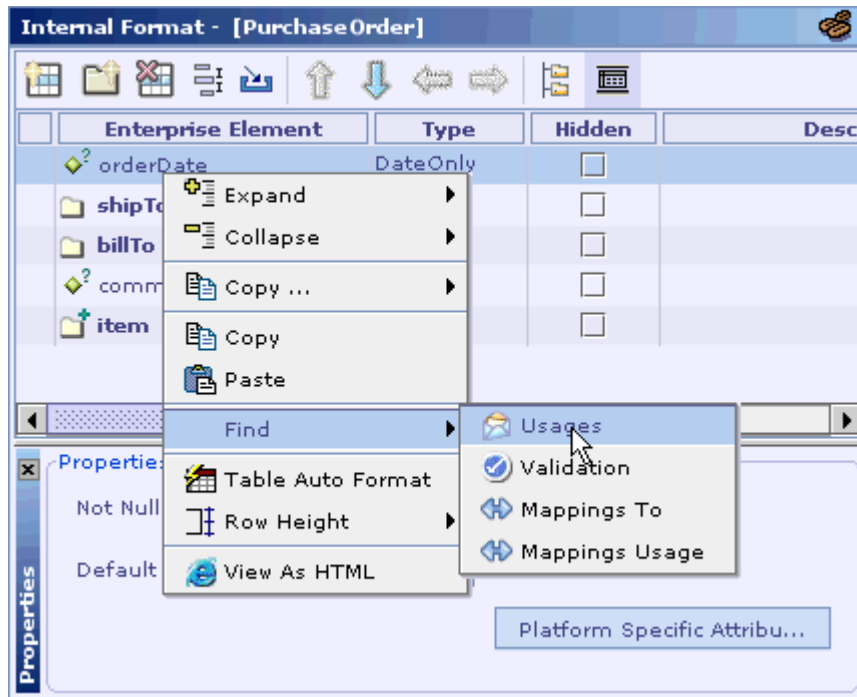 Internal Format - [PurchaseOrder]
Enterprise Element Type Hidden Desc
orderDate DateOnly
shipTo
billTo
comm
item
Expand
Collapse
Copy ...
Copy
Paste
Find
Table Auto Format
Row Height
View As HTML
Usages
Validation
Mappings To
Mappings Usage
Properties
Not Null
Default
Platform Specific Attribu...
Properties